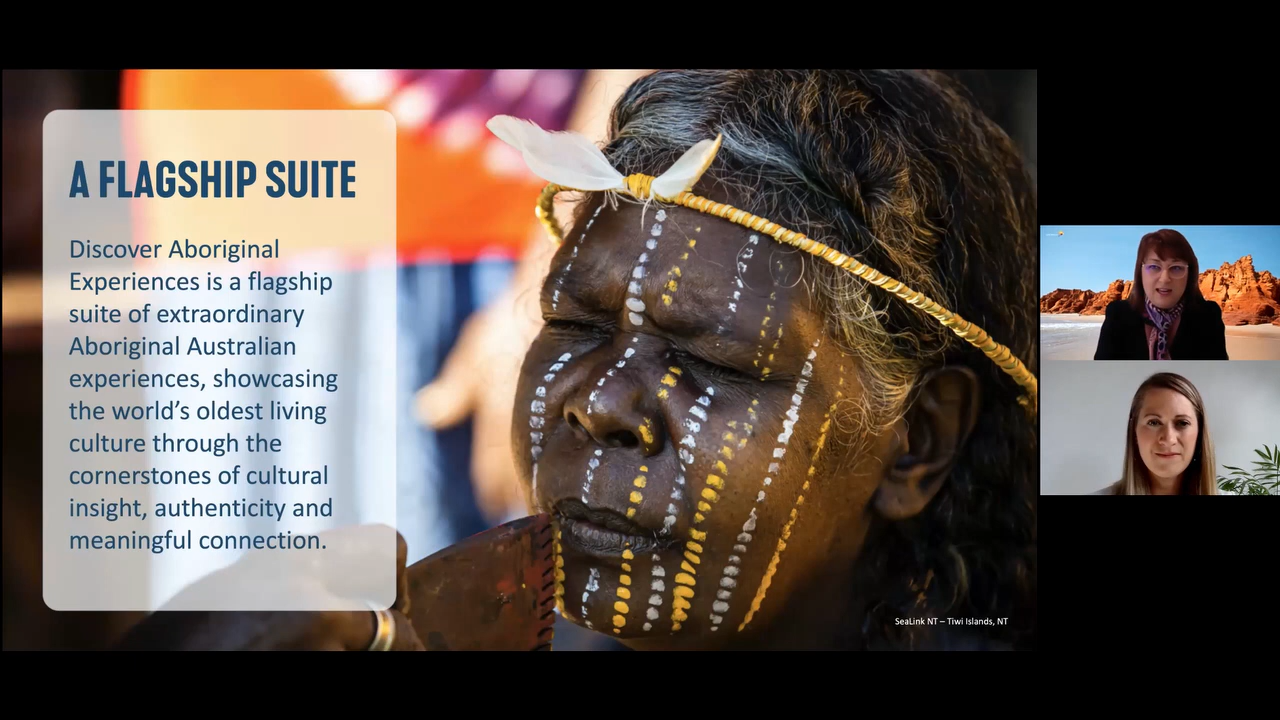 A FLAGSHIP SUITE
Discover Aboriginal
Experiences is a flagship
suite of extraordinary
Aboriginal Australian
experiences, showcasing
the world’s oldest living
culture through the
cornerstones of cultural
insight, authenticity and
meaningful connection.
SeaLink NT – Tiwi Islands, NT